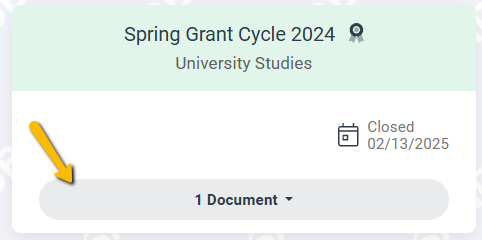 Spring Grant Cycle 2024
University Studies
Closed
02/13/2025
1 Document